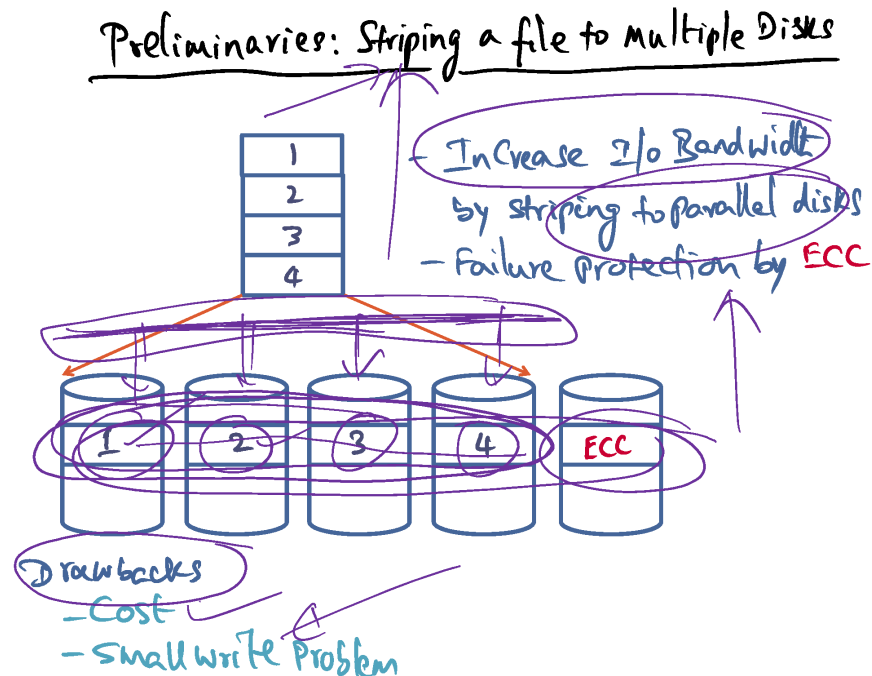 Preliminaries: Striping a file to Multiple Disks
1
2
3
4
- Increase I/o Bandwidt
by striping to parallel disks
- Failure protection by ECC
1 2 3 4 ECC
Drawbacks
- Cost
- Small write Problem